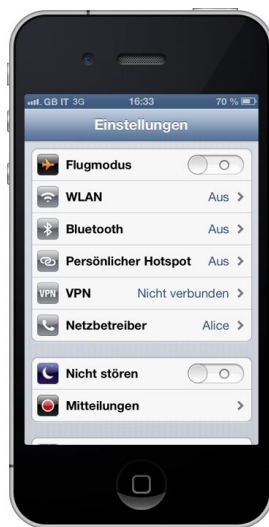 GB IT 3G 16:33 70 %
Einstellungen
Flugmodus
WLAN Aus
Bluetooth Aus
Persönlicher Hotspot Aus
VPN VPN Nicht verbunden
Netzbetreiber Alice
Nicht stören
Mitteilungen